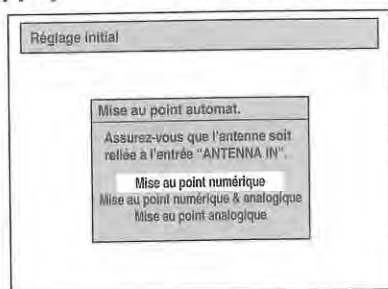 Réglage initial
Mise au point automat.
Assurez-vous que l'antenne soit
reliée à l'entrée "ANTENNA IN".
Mise au point numérique
Mise au point numérique & analogique
Mise au point analogique